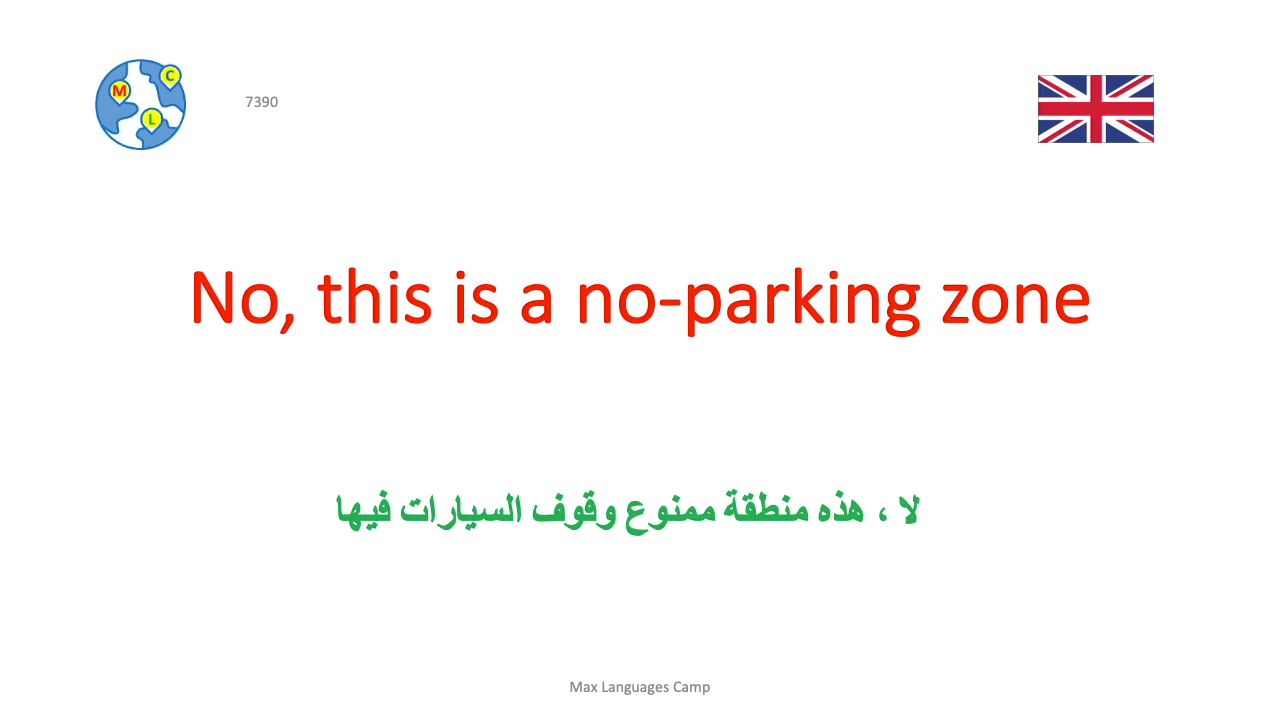 M
C
L
7390
No, this is a no-parking zone
لا ، هذه منطقة ممنوع وقوف السيارات فيها
Max Languages Camp